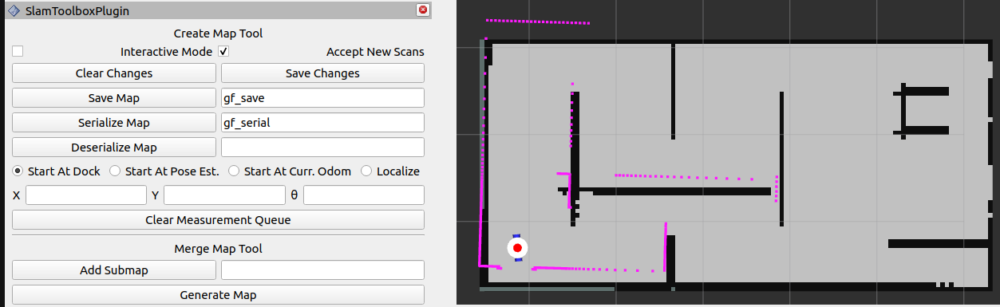 SlamToolboxPlugin
Create Map Tool
Interactive Mode Accept New Scans
Clear Changes Save Changes
Save Map gf_save
Serialize Map gf_serial
Deserialize Map
Start At Dock Start At Pose Est. Start At Curr. Odom Localize
X Y θ
Clear Measurement Queue
Merge Map Tool
Add Submap
Generate Map